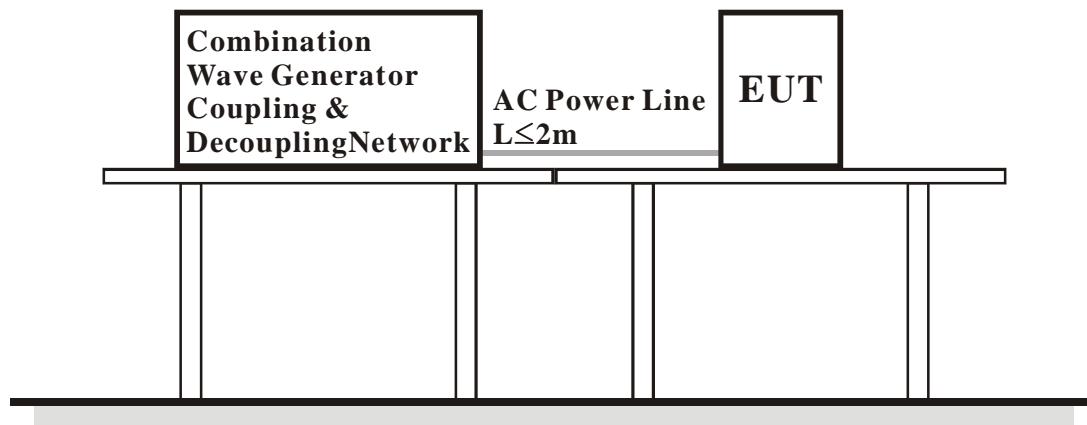 Combination
Wave Generator
Coupling &
DecouplingNetwork
AC Power Line
L≤2m
EUT